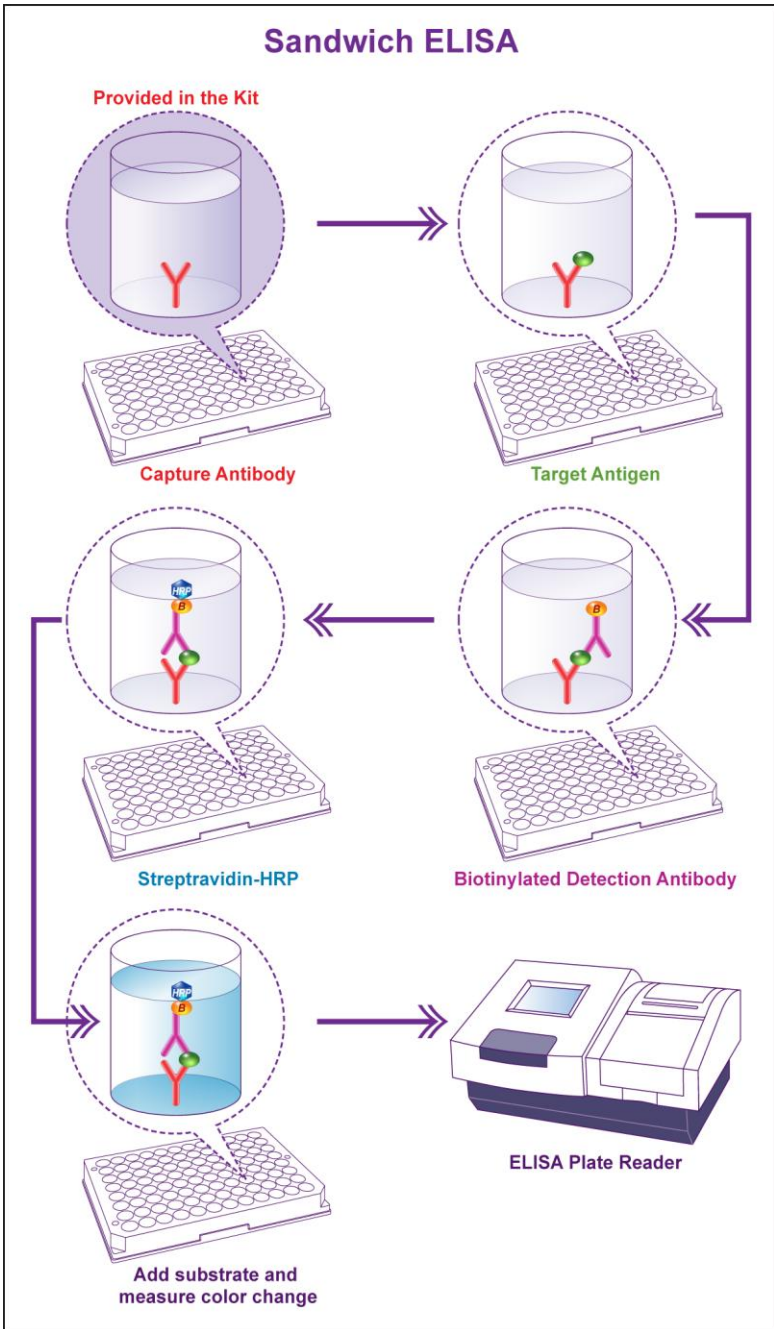 Sandwich ELISA
Provided in the Kit
Capture Antibody
Target Antigen
B
Biotinylated Detection Antibody
HRP
B
Streptravidin-HRP
HRP
B
Add substrate and
measure color change
ELISA Plate Reader